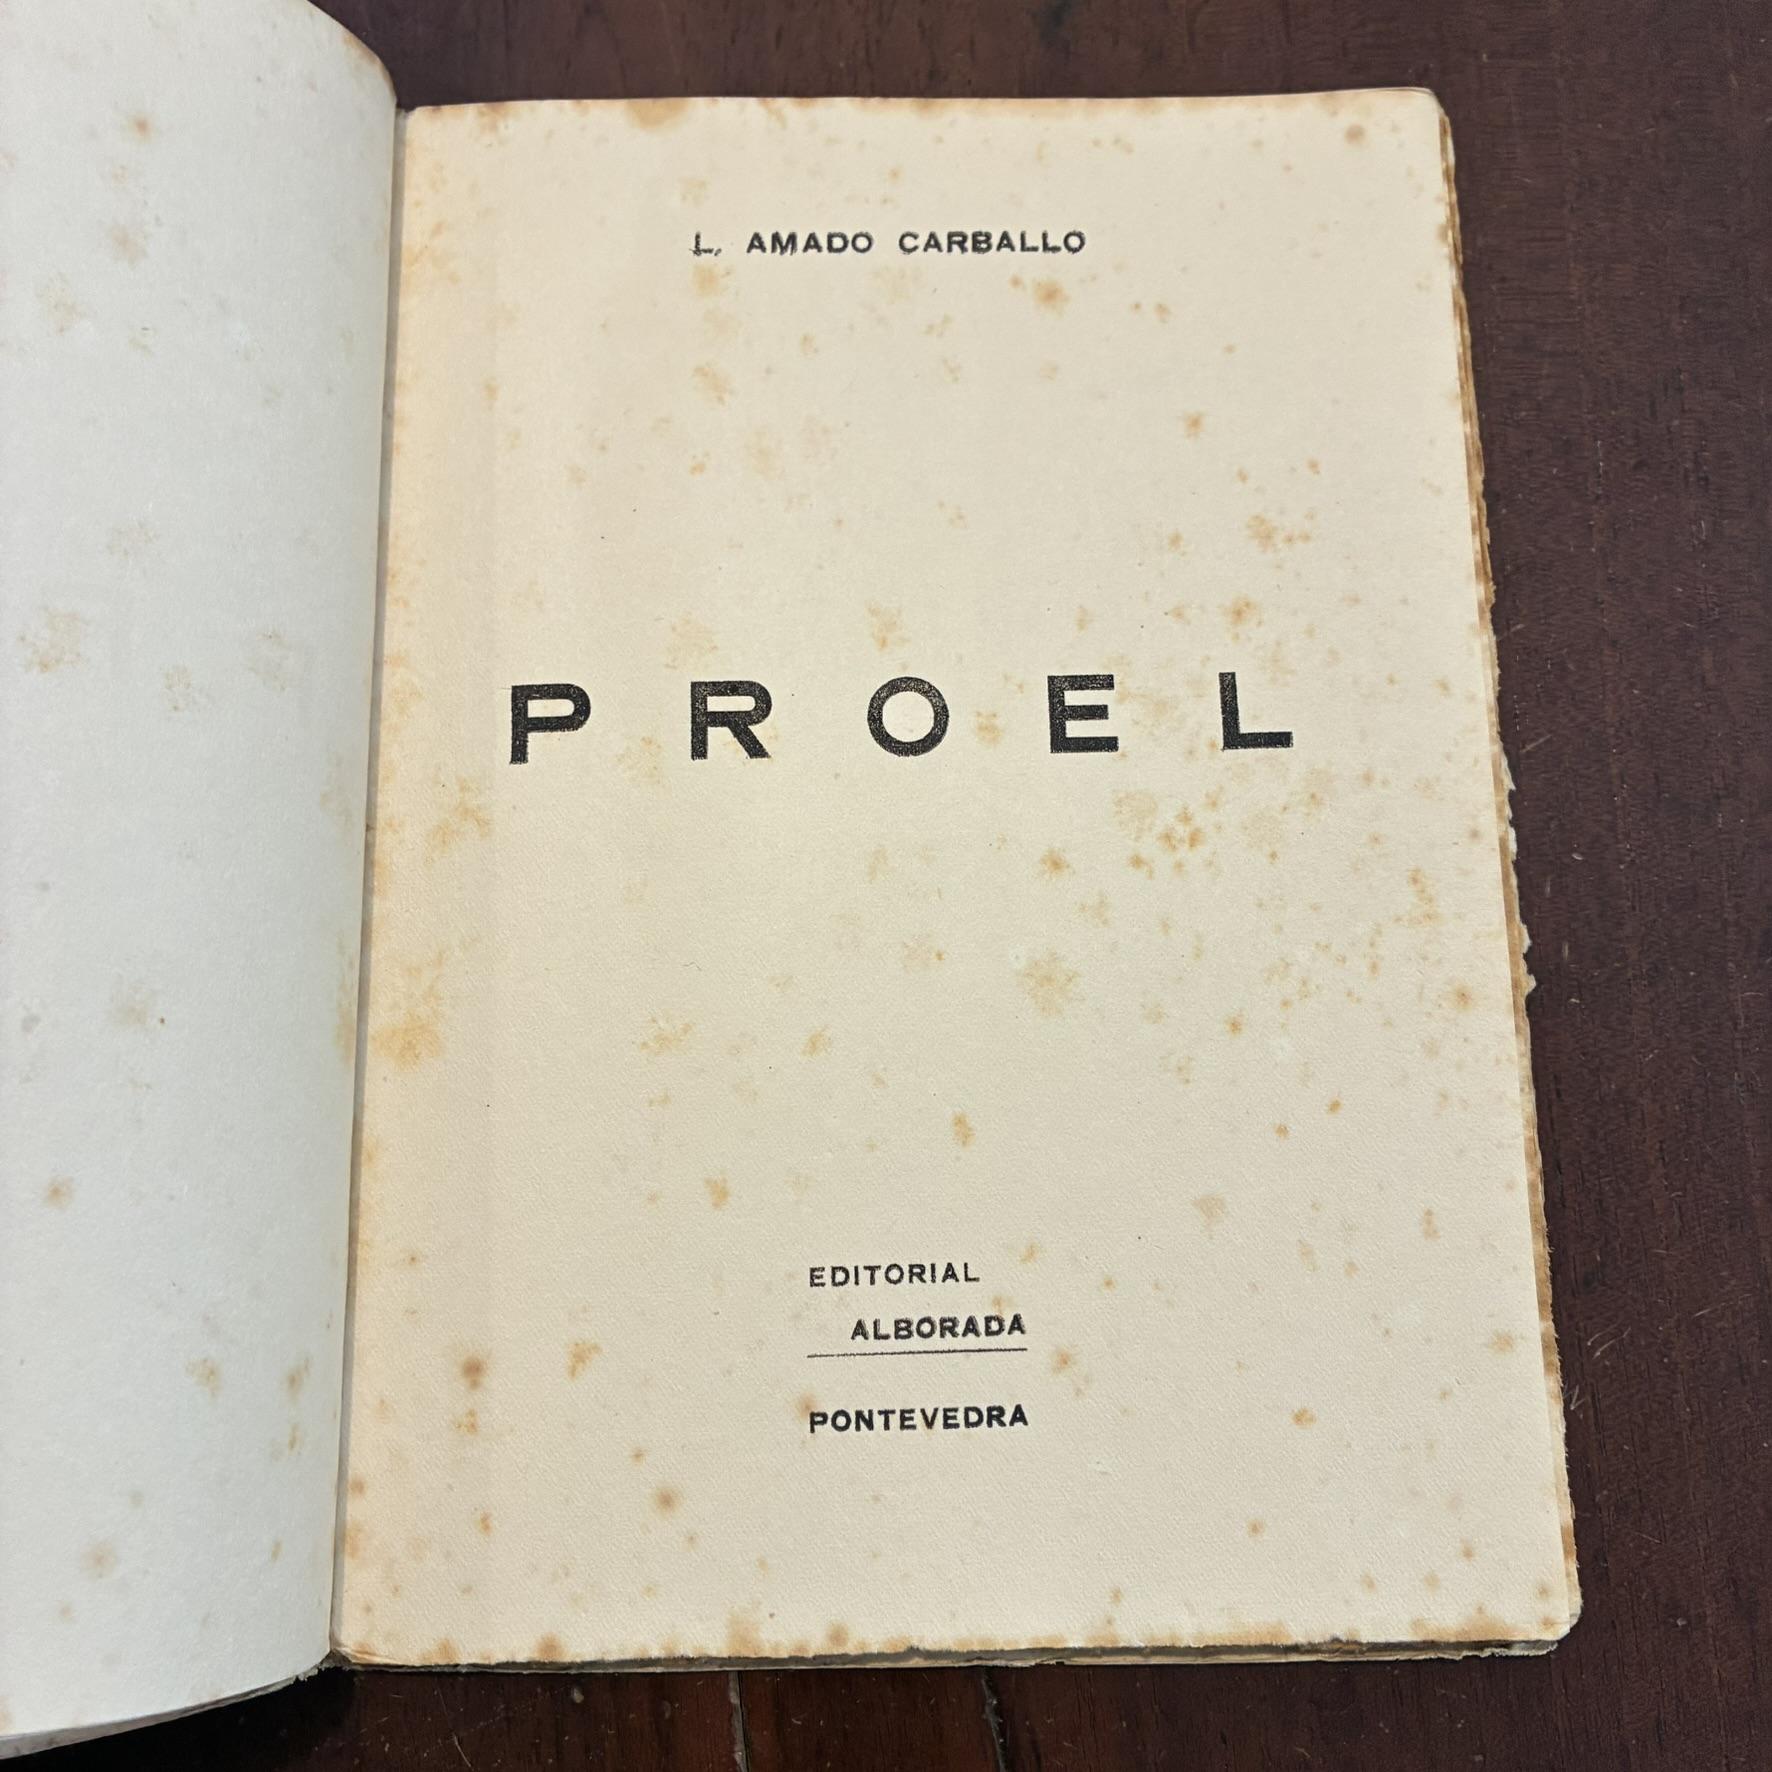 L. AMADO CARBALLO
PROEL
EDITORIAL
ALBORADA
PONTEVEDRA